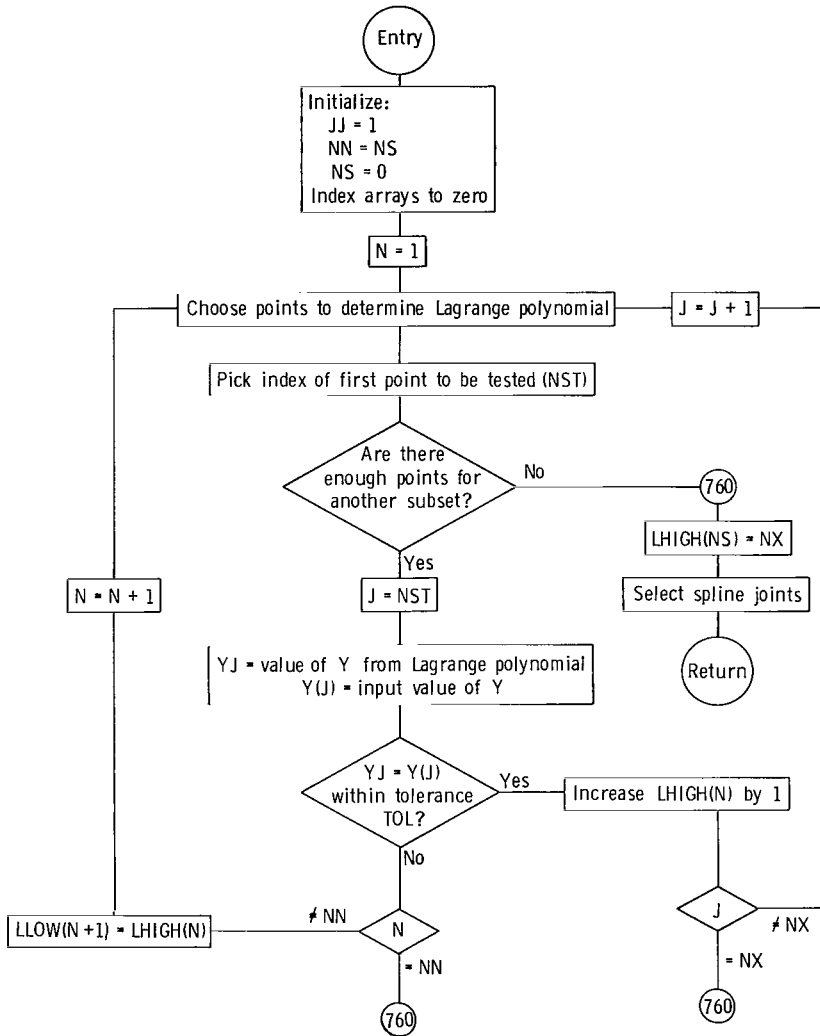 Entry
Initialize:
JJ = 1
NN = NS
NS = 0
Index arrays to zero
N = 1
Choose points to determine Lagrange polynomial
J = J + 1
Pick index of first point to be tested (NST)
Are there
enough points for
another subset?
No
760
Yes
LHIGH(NS) = NX
N = N + 1
J = NST
Select spline joints
YJ = value of Y from Lagrange polynomial
Y(J) = input value of Y
Return
YJ = Y(J)
within tolerance
TOL?
Yes
Increase LHIGH(N) by 1
No
LLOW(N +1) = LHIGH(N)
≠ NN
N
= NN
J
≠ NX
= NX
760
760